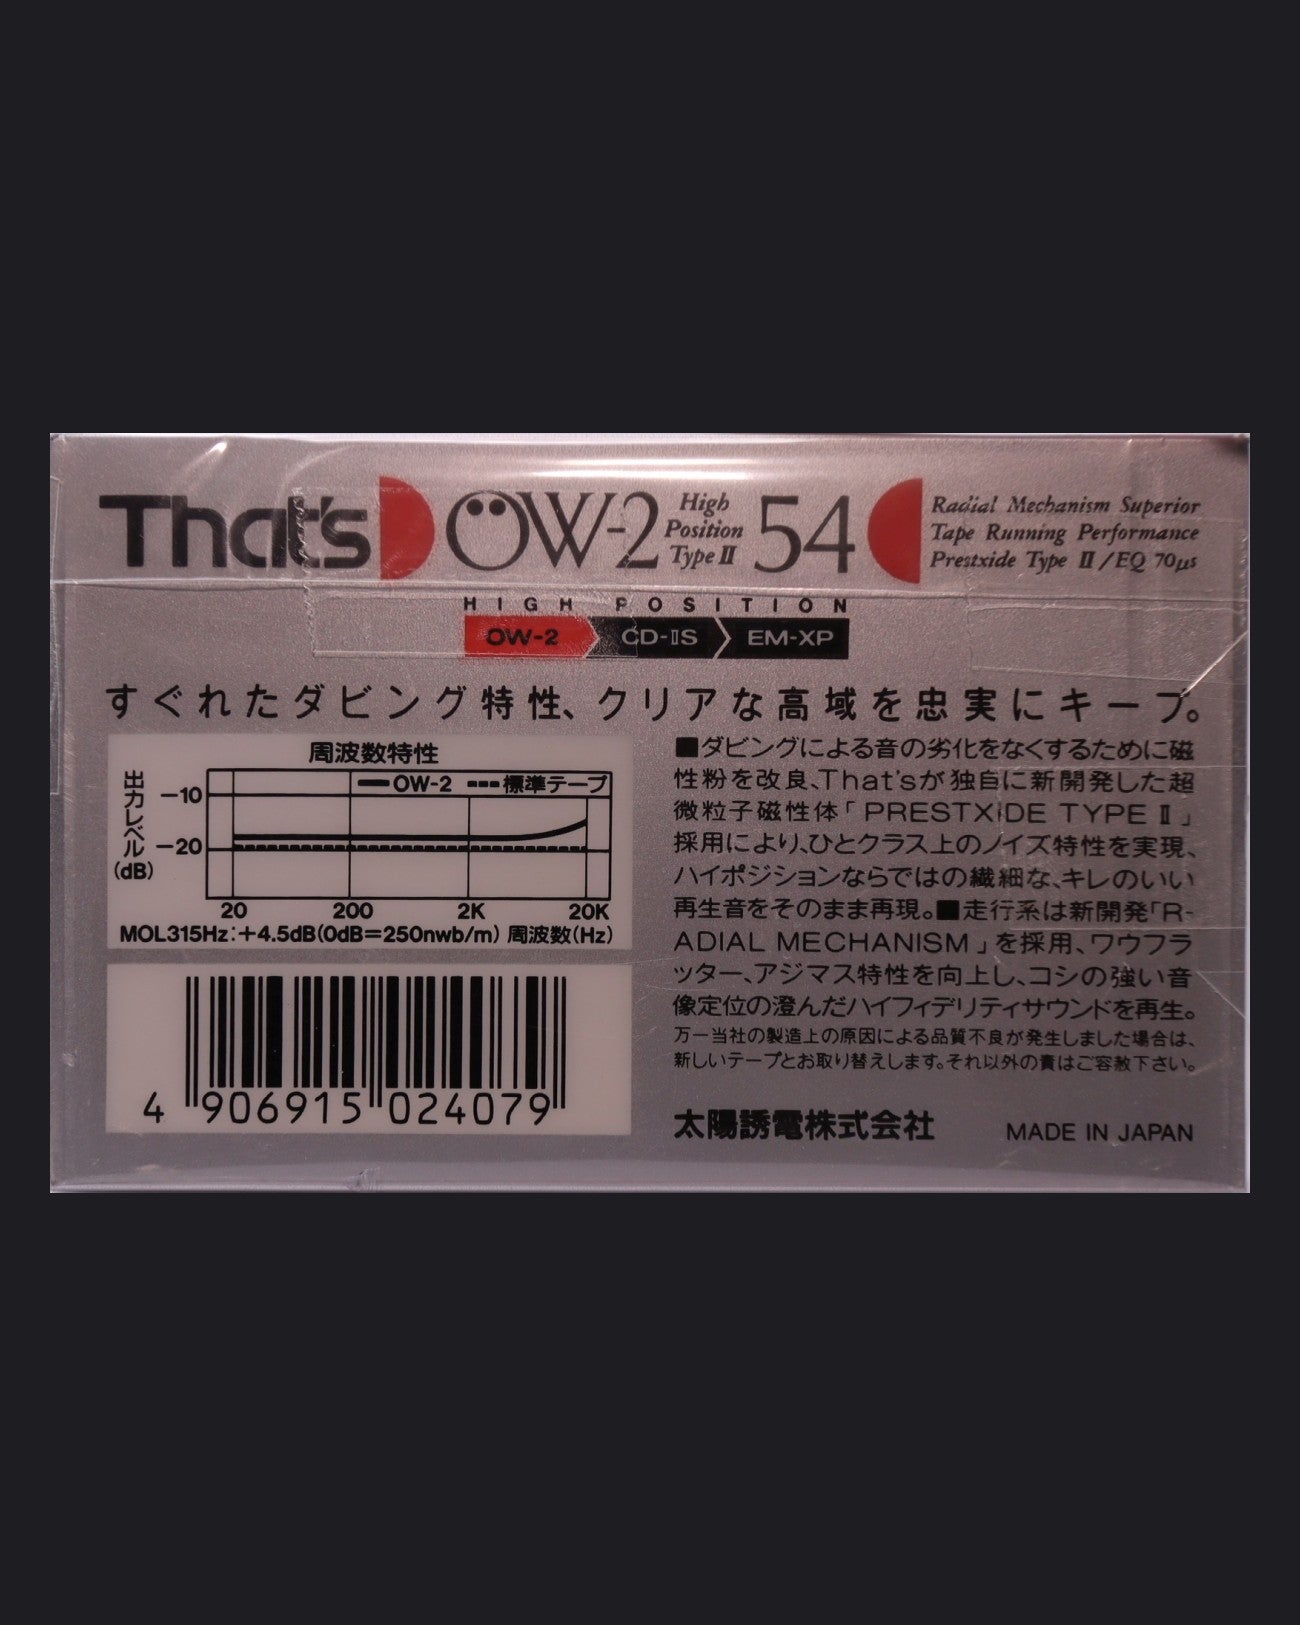 That's OW-2 High Position Type II 54
Radial Mechanism Superior
Tape Running Performance
Prestxide Type II/EQ 70μs
HIGH POSITION
OW-2 CD-IIS EM-XP
すぐれたダビング特性、クリアな高域を忠実にキープ。
周波数特性
出力レベル(dB)
OW-2 標準テープ
-10
-20
20 200 2K 20K
MOL315Hz:+4.5dB(0dB=250nwb/m) 周波数(Hz)
■ダビングによる音の劣化をなくするために磁
性粉を改良、That'sが独自に新開発した超
微粒子磁性体「PRESTXIDE TYPE II」
採用により、ひとクラス上のノイズ特性を実現、
ハイポジションならではの繊細な、キレのいい
再生音をそのまま再現。■走行系は新開発「R-
ADIAL MECHANISM」を採用、ワウフラ
ッター、アジマス特性を向上し、コシの強い音
像定位の澄んだハイフィデリティサウンドを再生。
万一当社の製造上の原因による品質不良が発生しました場合は、
新しいテープとお取り替えします。それ以外の責はご容赦下さい。
4 906915 024079
太陽誘電株式会社
MADE IN JAPAN